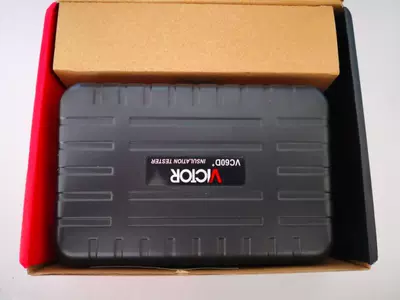 VICTOR
VC60D+
INSULATION TESTER